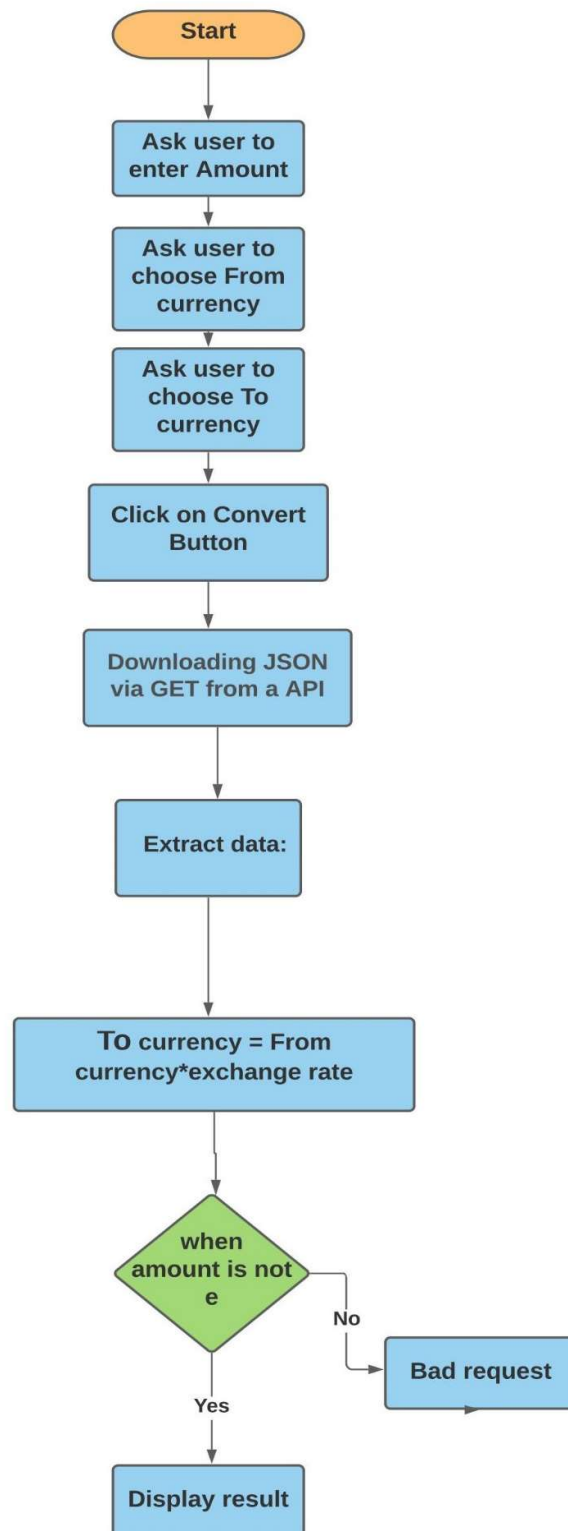 Start
Ask user to
enter Amount
Ask user to
choose From
currency
Ask user to
choose To
currency
Click on Convert
Button
Downloading JSON
via GET from a API
Extract data:
To currency = From
currency*exchange rate
when
amount is not
e
No
Bad request
Yes
Display result